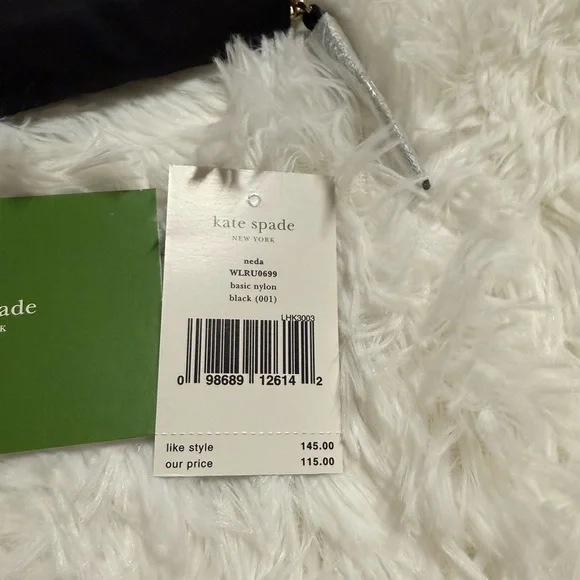 ade
K
kate spade
NEW YORK
neda
WLRU0699
basic nylon
black (001)
LHK3003
0 98689 12614 2
like style 145.00
our price 115.00